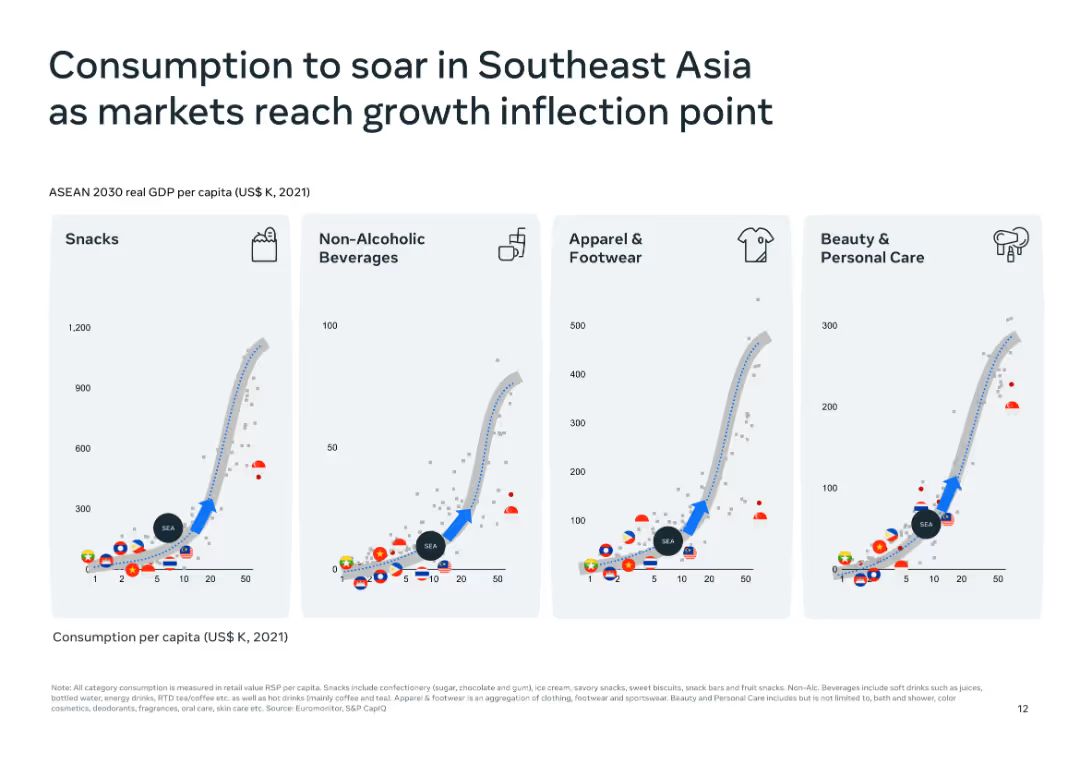 Consumption to soar in Southeast Asia
as markets reach growth inflection point
ASEAN 2030 real GDP per capita (US$ K, 2021)
Snacks
1,200
900
600
300
0
SEA
1 2 5 10 20 50
Non-Alcoholic
Beverages
100
50
0
SEA
1 2 5 10 20 50
Apparel &
Footwear
500
400
300
200
100
SEA
1 2 5 10 20 50
Beauty &
Personal Care
300
200
100
0
SEA
1 5 10 20 50
Consumption per capita (US$ K, 2021)
Note: All category consumption is measured in retail value RSP per capita. Snacks include confectionery (sugar, chocolate and gum), ice cream, savory snacks, sweet biscuits, snack bars and fruit snacks. Non-Alc. Beverages include soft drinks such as juices,
bottled water, energy drinks, RTD tea/coffee etc. as well as hot drinks (mainly coffee and tea). Apparel & footwear is an aggregation of clothing, footwear and sportswear. Beauty and Personal Care includes but is not limited to, bath and shower, color
cosmetics, deodorants, fragrances, oral care, skin care etc. Source: Euromonitor, S&P CapIQ
12